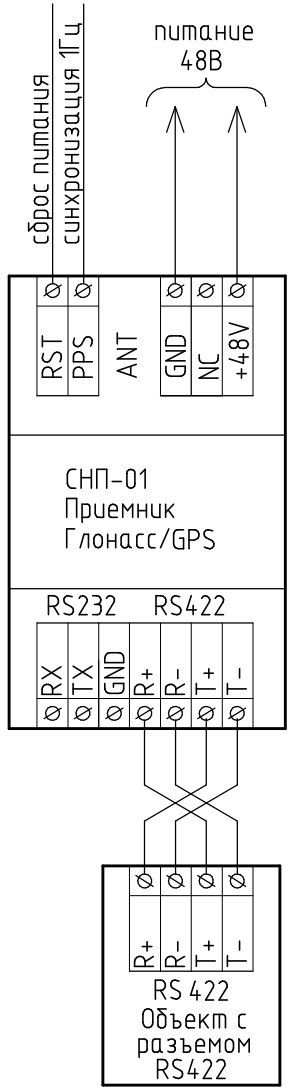 сброс питания
синхронизация 1Гц
питание
48В
RST
PPS
ANT
GND
NC
+48V
СНП-01
Приемник
Глонасс/GPS
RS232
RS422
RX
TX
GND
R+
R-
T+
T-
R+
R-
T+
T-
RS 422
Объект с
разъемом
RS422